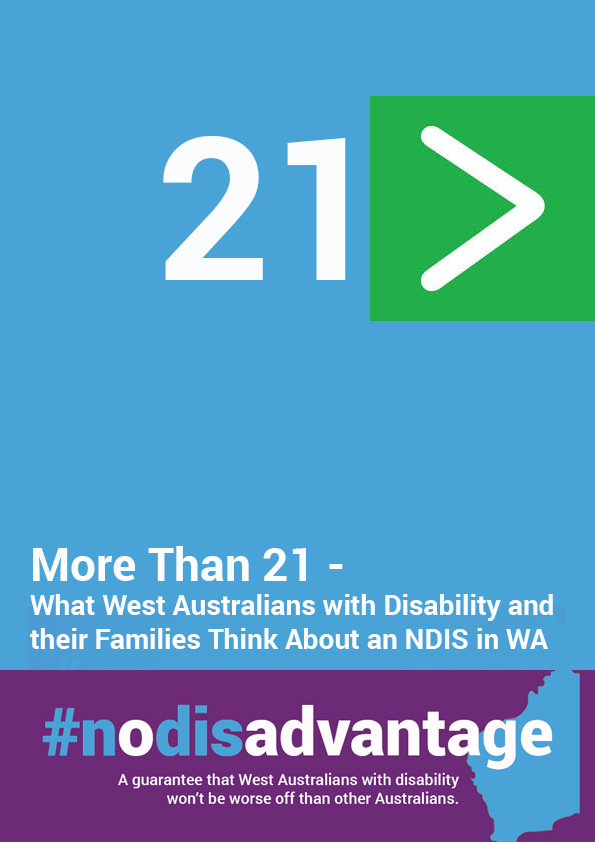 21 >
More Than 21 -
What West Australians with Disability and
their Families Think About an NDIS in WA
#nodisadvantage
A guarantee that West Australians with disability
won't be worse off than other Australians.